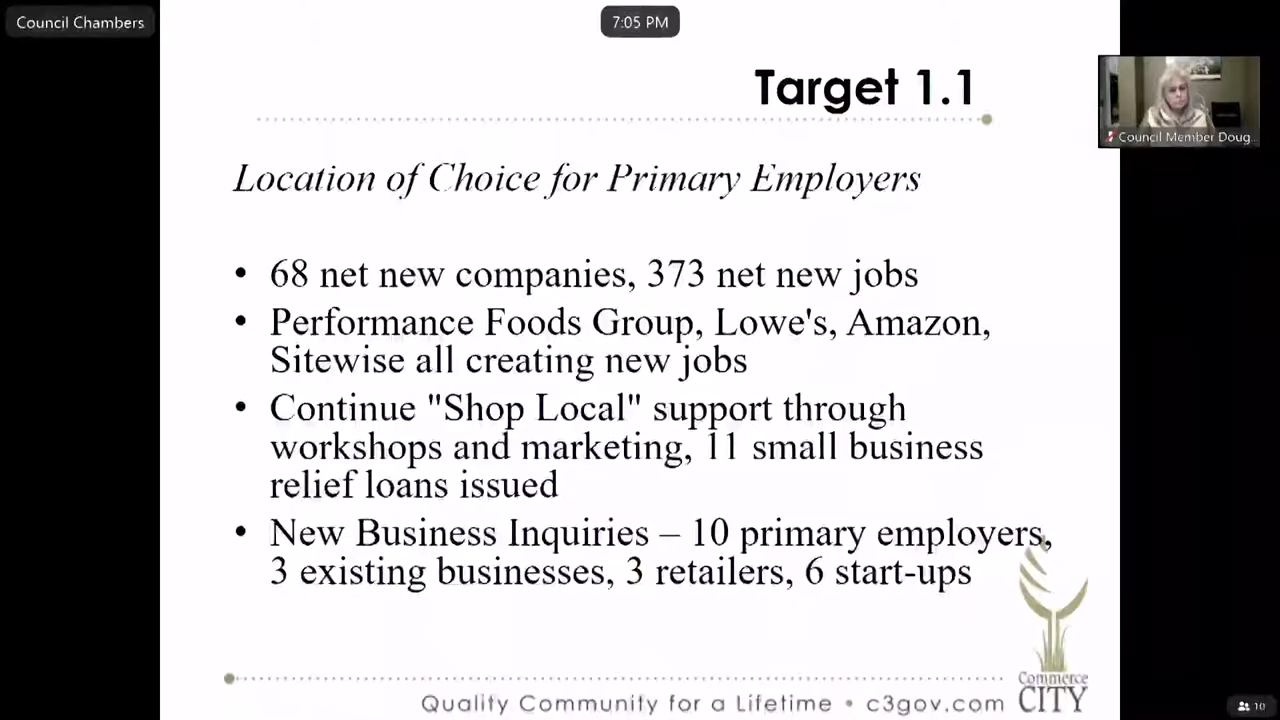 Council Chambers
7:05 PM
Target 1.1
Council Member Doug...
Location of Choice for Primary Employers
• 68 net new companies, 373 net new jobs
• Performance Foods Group, Lowe's, Amazon,
Sitewise all creating new jobs
• Continue "Shop Local" support through
workshops and marketing, 11 small business
relief loans issued
• New Business Inquiries – 10 primary employers,
3 existing businesses, 3 retailers, 6 start-ups
Commerce
CITY
Quality Community for a Lifetime • c3gov.com
10